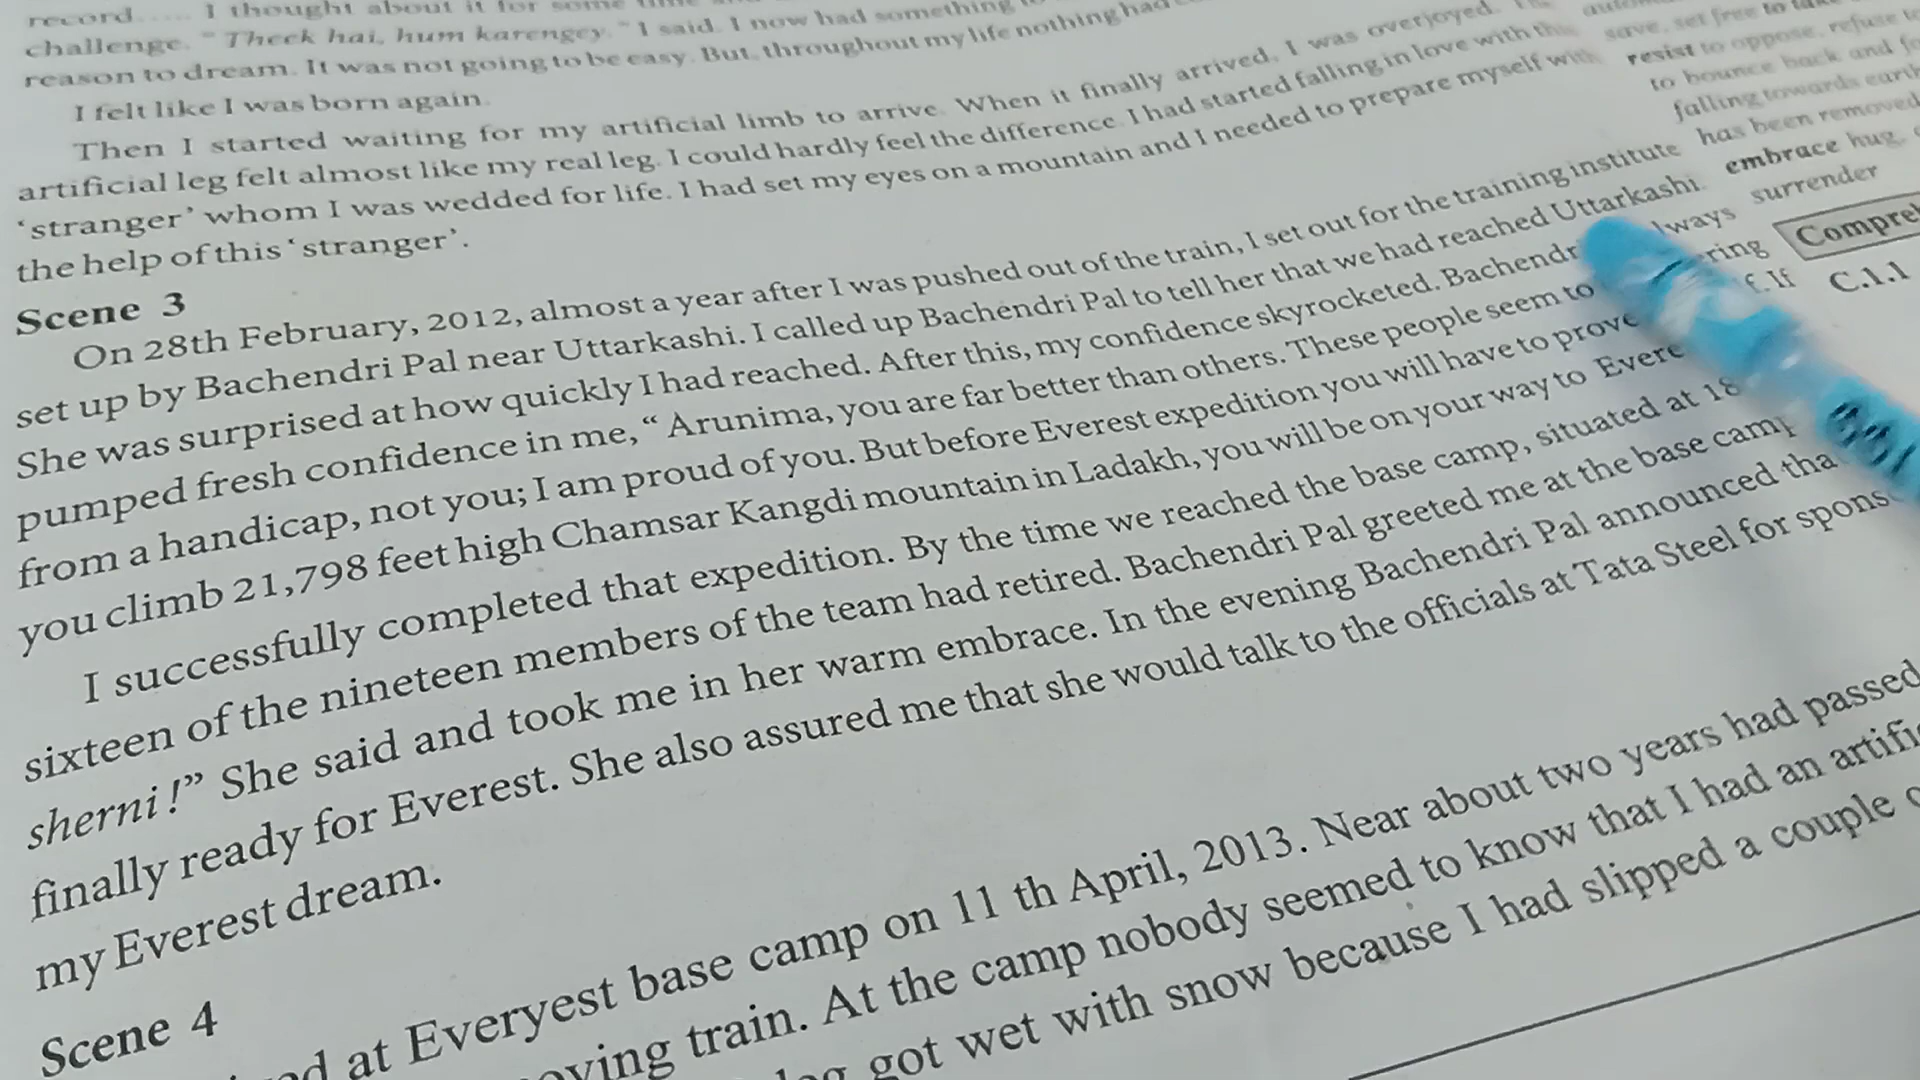 record..... I thought about it for some time and
challenge. "Theek hai, hum karengey." I said. I now had something
reason to dream. It was not going to be easy. But, throughout my life nothing had
I felt like I was born again.
Then I started waiting for my artificial limb to arrive. When it finally arrived, I was overjoyed.
artificial leg felt almost like my real leg. I could hardly feel the difference. I had started falling in love with
'stranger' whom I was wedded for life. I had set my eyes on a mountain and I needed to prepare myself with
the help of this 'stranger'.
Scene 3
On 28th February, 2012, almost a year after I was pushed out of the train, I set out for the training institute
set up by Bachendri Pal near Uttarkashi. I called up Bachendri Pal to tell her that we had reached Uttarkashi.
She was surprised at how quickly I had reached. After this, my confidence skyrocketed. Bachendri always
pumped fresh confidence in me, " Arunima, you are far better than others. These people seem to
from a handicap, not you; I am proud of you. But before Everest expedition you will have to prove If
you climb 21,798 feet high Chamsar Kangdi mountain in Ladakh, you will be on your way to
I successfully completed that expedition. By the time we reached the base camp, situated at
sixteen of the nineteen members of the team had retired. Bachendri Pal greeted me at the base camp
sherni !" She said and took me in her warm embrace. In the evening Bachendri Pal announced
finally ready for Everest. She also assured me that she would talk to the officials at Tata Steel for
my Everest dream.
Scene 4
at Everyest base camp on 11 th April, 2013. Near about two years had passed
train. At the camp nobody seemed to know that I had an
got wet with snow because I had slipped a couple
save, set free
resist to oppose, refuse
to bounce back and
falling towards earth
has been removed
embrace hug,
surrender
C.1.1